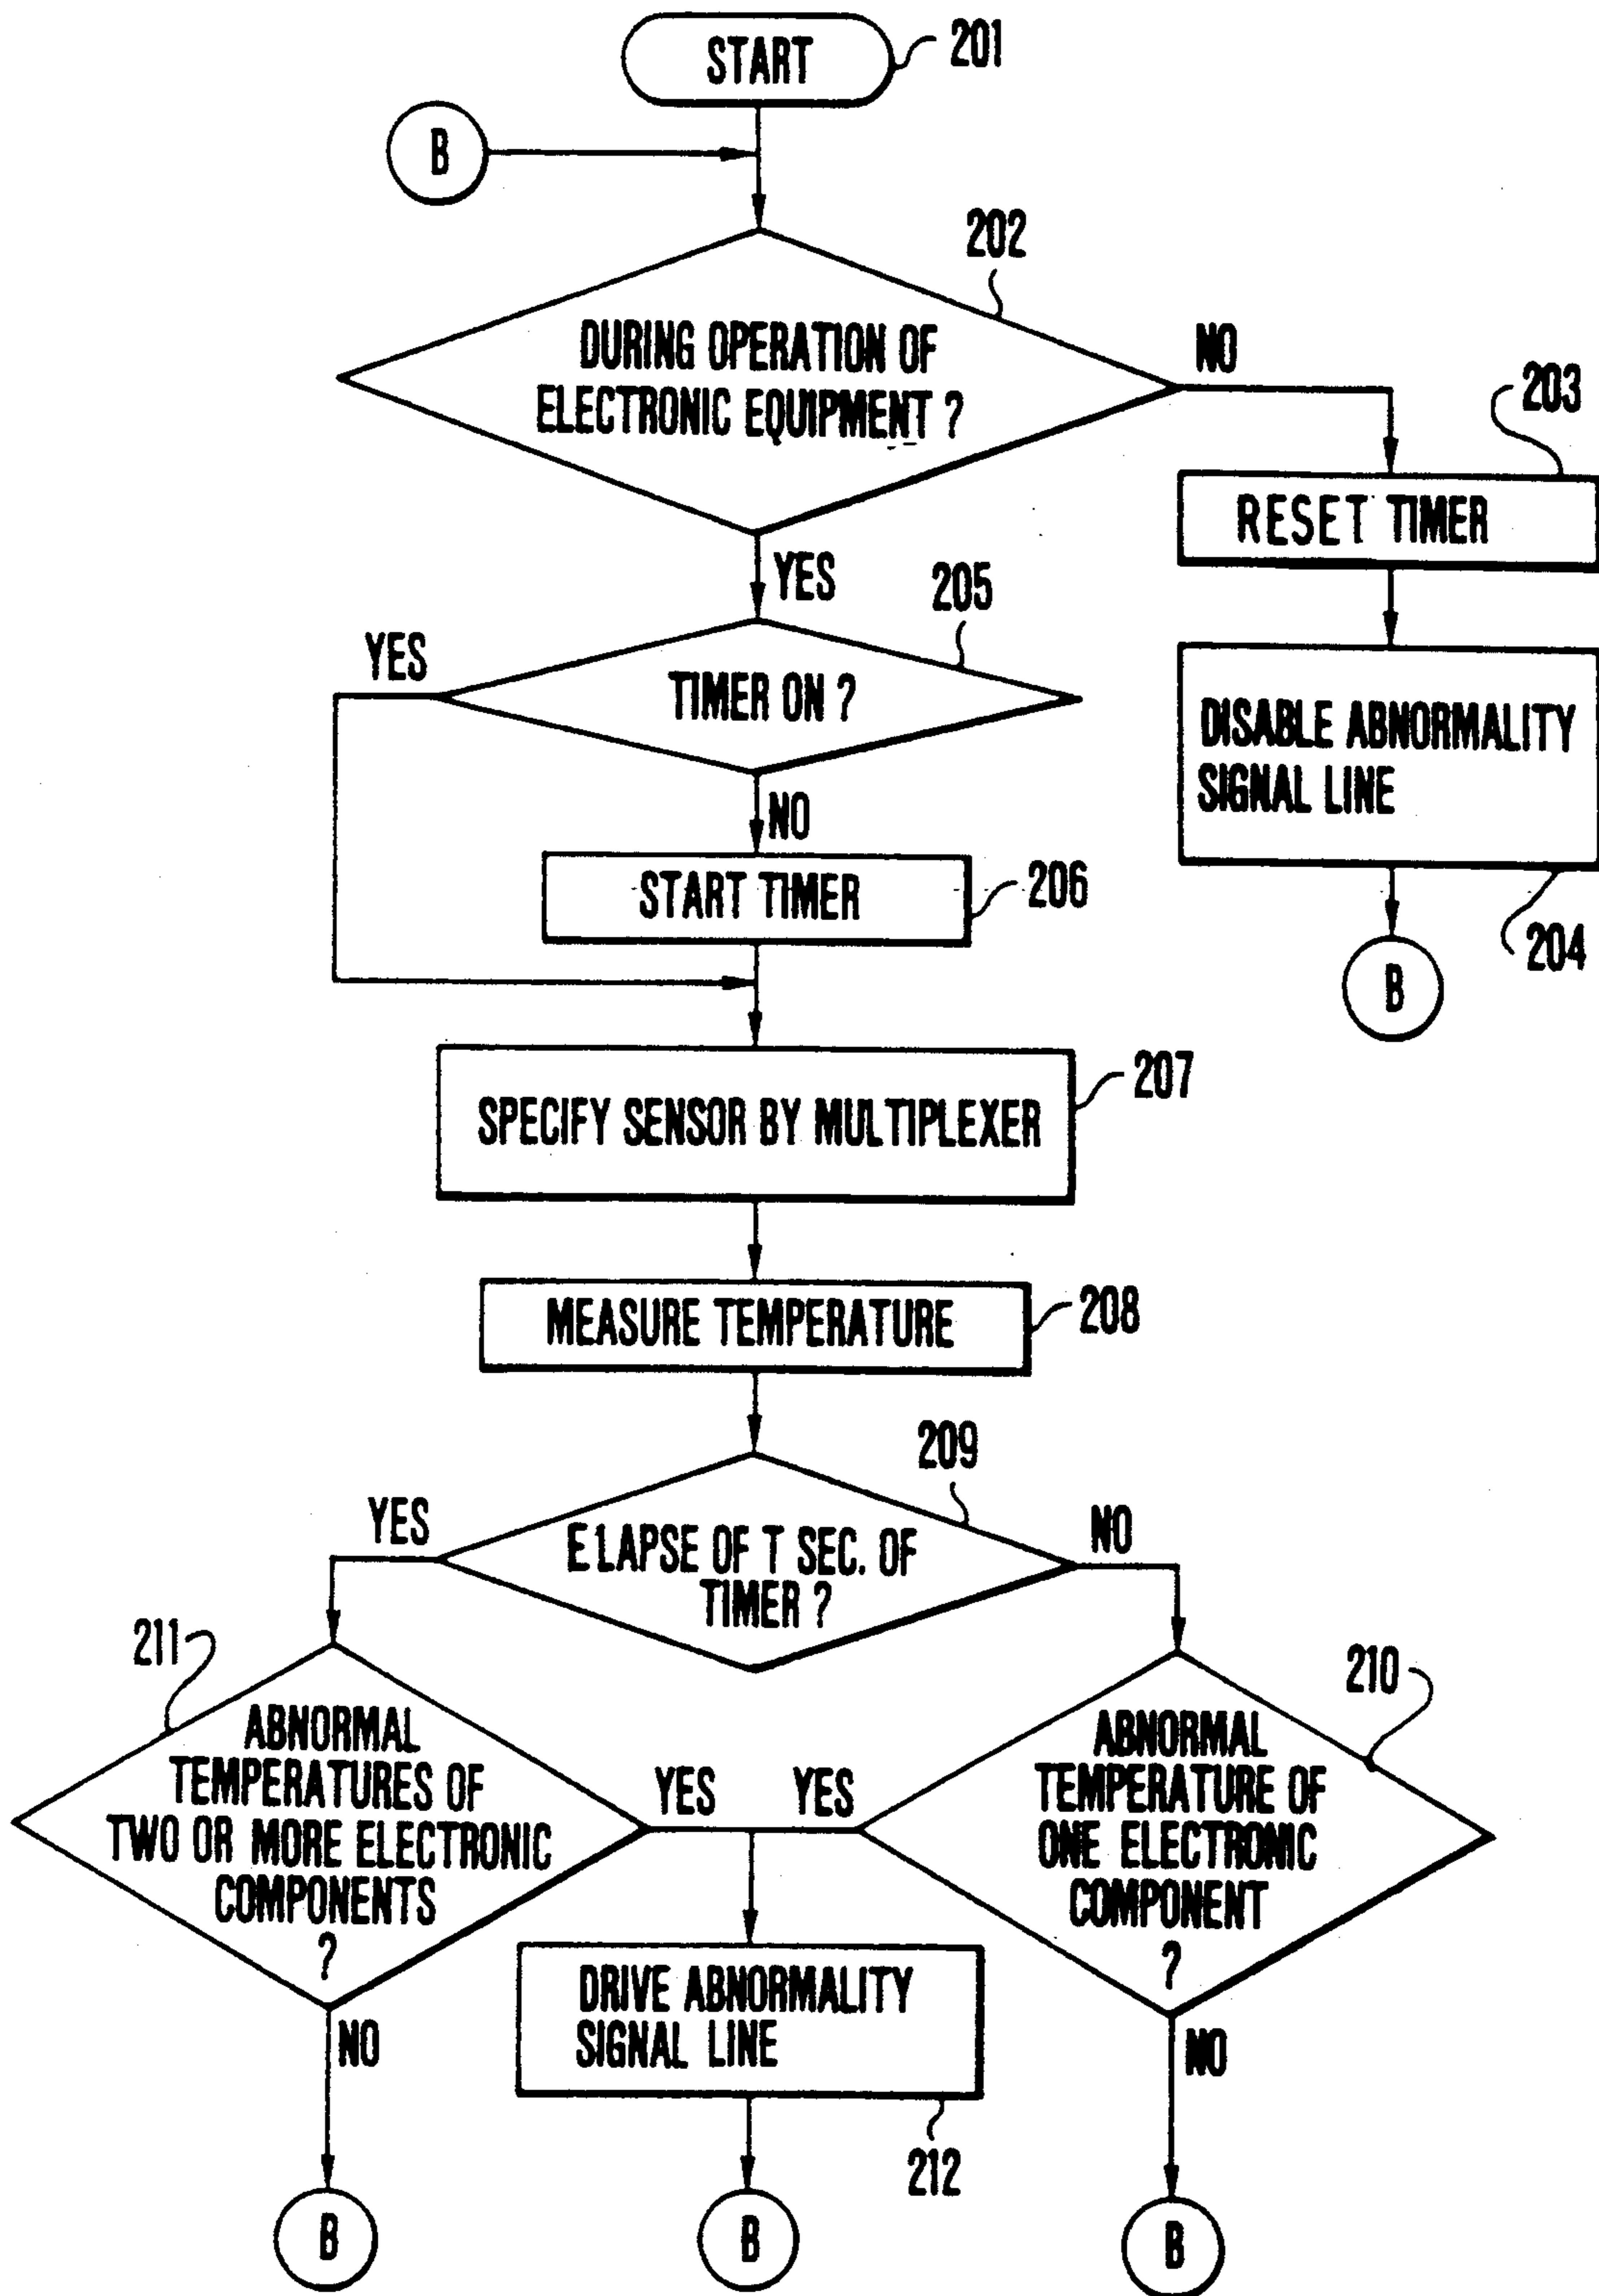 START
201
B
202
DURING OPERATION OF
ELECTRONIC EQUIPMENT ?
NO
203
RESET TIMER
YES
205
YES
TIMER ON ?
DISABLE ABNORMALITY
SIGNAL LINE
204
B
NO
START TIMER
206
207
SPECIFY SENSOR BY MULTIPLEXER
MEASURE TEMPERATURE
208
209
YES
NO
ELAPSE OF T SEC. OF
TIMER ?
211
ABNORMAL
TEMPERATURES OF
TWO OR MORE ELECTRONIC
COMPONENTS
?
YES
YES
210
ABNORMAL
TEMPERATURE OF
ONE ELECTRONIC
COMPONENT
?
DRIVE ABNORMALITY
SIGNAL LINE
212
NO
NO
B
B
B